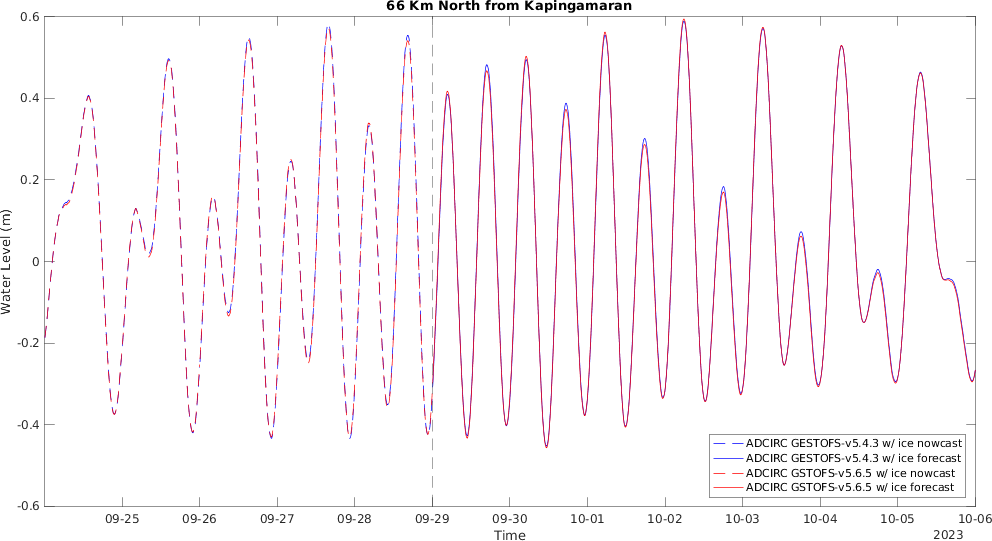 66 Km North from Kapingamaran
0.6
0.4
0.2
0
-0.2
-0.4
-0.6
Water Level (m)
ADCIRC GESTOFS-v5.4.3 w/ ice nowcast
ADCIRC GESTOFS-v5.4.3 w/ ice forecast
ADCIRC GSTOFS-v5.6.5 w/ ice nowcast
ADCIRC GSTOFS-v5.6.5 w/ ice forecast
09-25 09-26 09-27 09-28 09-29 09-30 10-01 10-02 10-03 10-04 10-05 10-06
Time
2023